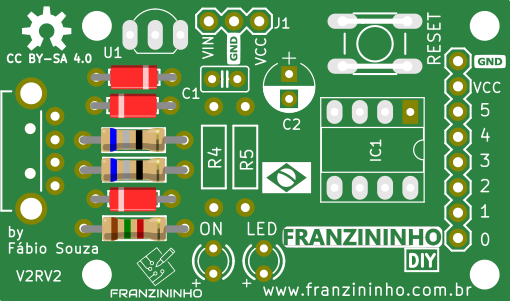 CC BY-SA 4.0
U1
VIN
GND
VCC
J1
C1
C2
RESET
GND
VCC
5
4
3
2
1
0
R4
R5
IC1
by
Fábio Souza
V2RV2
ON
LED
+
+
+
FRANZININHO
DIY
FRANZININHO
www.franzininho.com.br